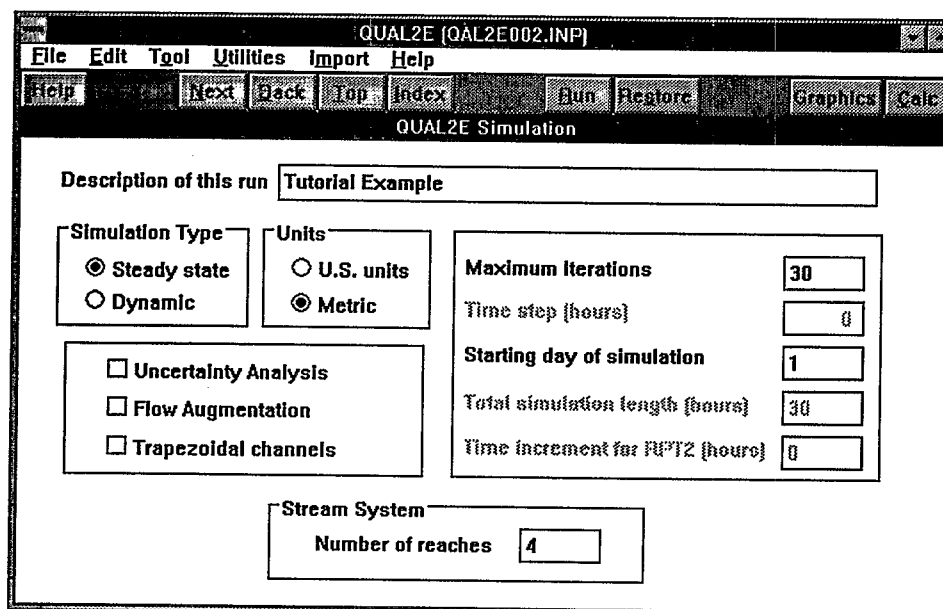 QUAL2E (QAL2E002.INP)
File Edit Tool Utilities Import Help
Help Next Back Top Index Run Restore Graphics Calc
QUAL2E Simulation
Description of this run Tutorial Example
Simulation Type Units
Steady state U.S. units Maximum Iterations 30
Dynamic Metric Time step (hours) 0
Uncertainty Analysis Starting day of simulation 1
Flow Augmentation Total simulation length (hours) 30
Trapezoidal channels Time increment for RPT2 (hours) 0
Stream System
Number of reaches 4